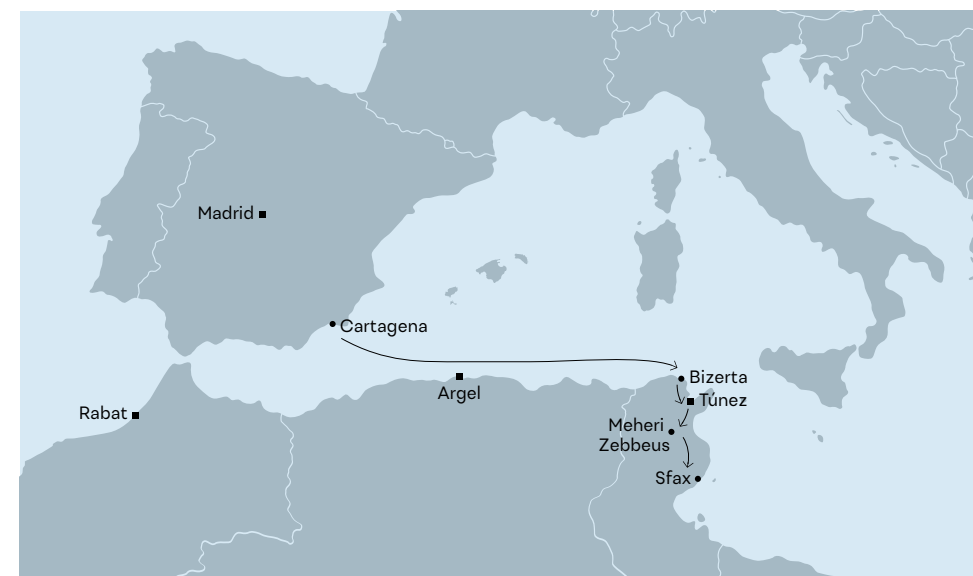 Madrid
Cartagena
Argel
Rabat
Bizerta
Túnez
Meheri
Zebbeus
Sfax